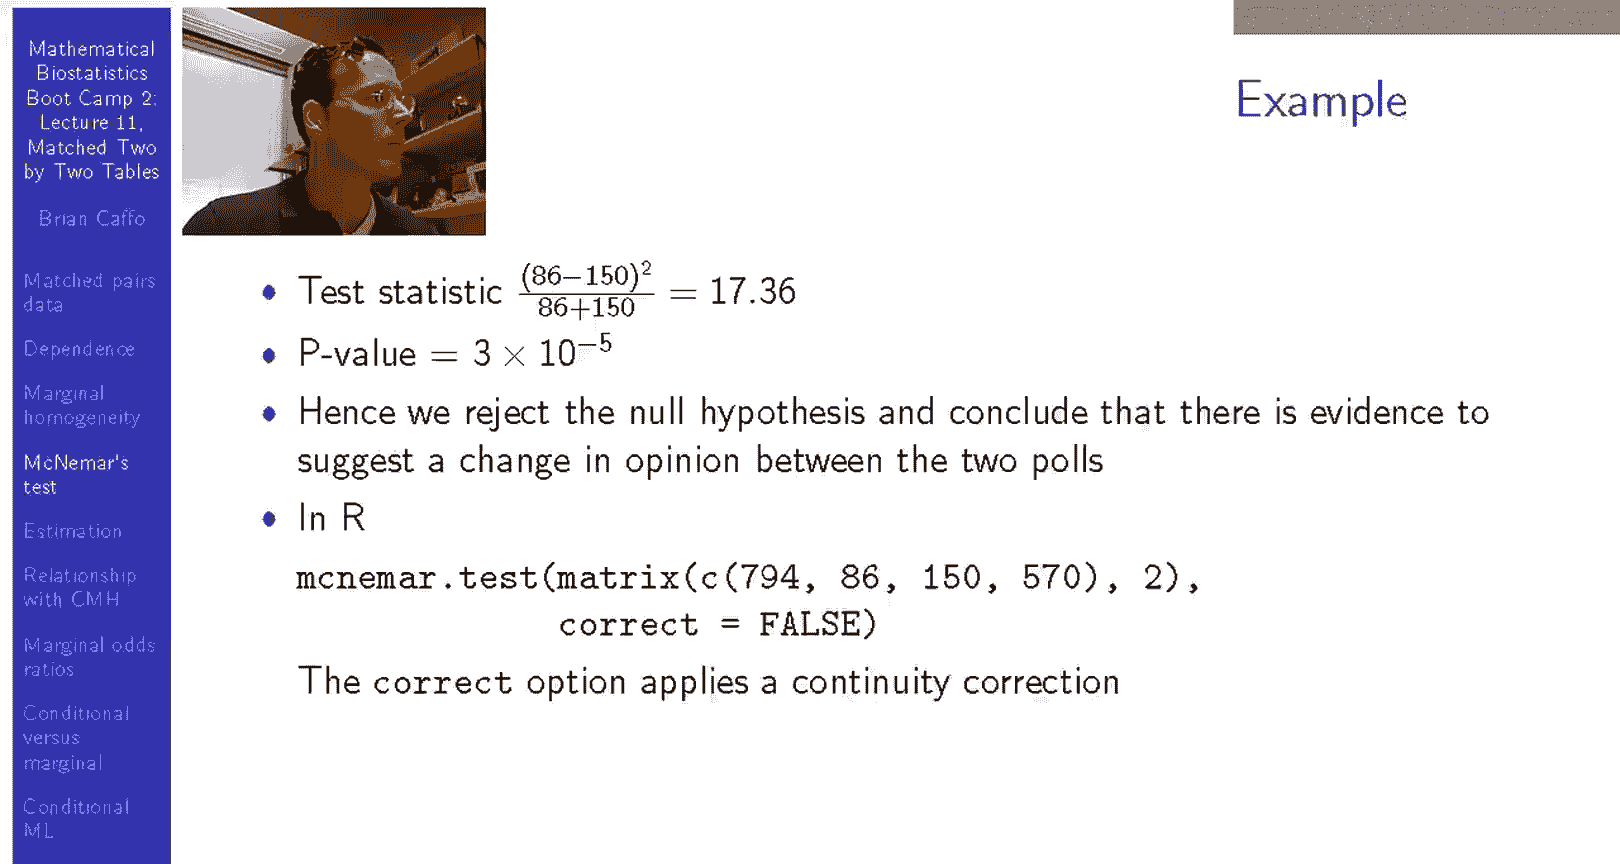 Mathematical
Biostatistics
Boot Camp 2:
Lecture 11,
Matched Two
by Two Tables
Brian Caffo
Matched pairs
data
Dependence
Marginal
homogeneity
McNemar's
test
Estimation
Relationship
with CMH
Marginal odds
ratios
Conditional
versus
marginal
Conditional
ML
Example
• Test statistic (86−150)²/86+150 = 17.36
• P-value = 3 × 10⁻⁵
• Hence we reject the null hypothesis and conclude that there is evidence to
suggest a change in opinion between the two polls
• In R
mcnemar.test(matrix(c(794, 86, 150, 570), 2),
correct = FALSE)
The correct option applies a continuity correction